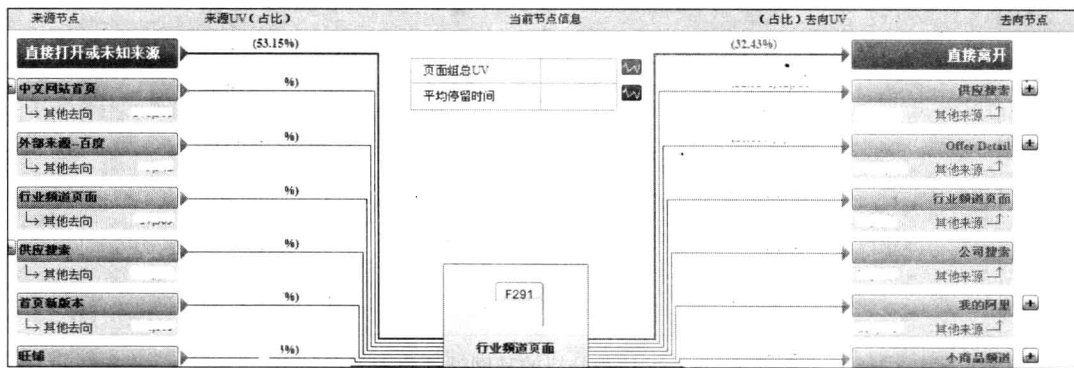 来源节点 来源UV(占比) 当前节点信息 (占比)去向UV 去向节点
直接打开或未知来源 (53.15%) (32.43%) 直接离开
页面组总UV
平均停留时间
中文网站首页 %) 供应搜索
其他去向 其他来源
外部来源--百度 %) Offer Detail
其他去向 其他来源
行业频道页面 %) 行业频道页面
其他去向 其他来源
供应搜索 %) 公司搜索
其他去向 其他来源
首页新版本 %) F291 我的阿里
其他去向 其他来源
旺铺 %) 行业频道页面 小商品频道